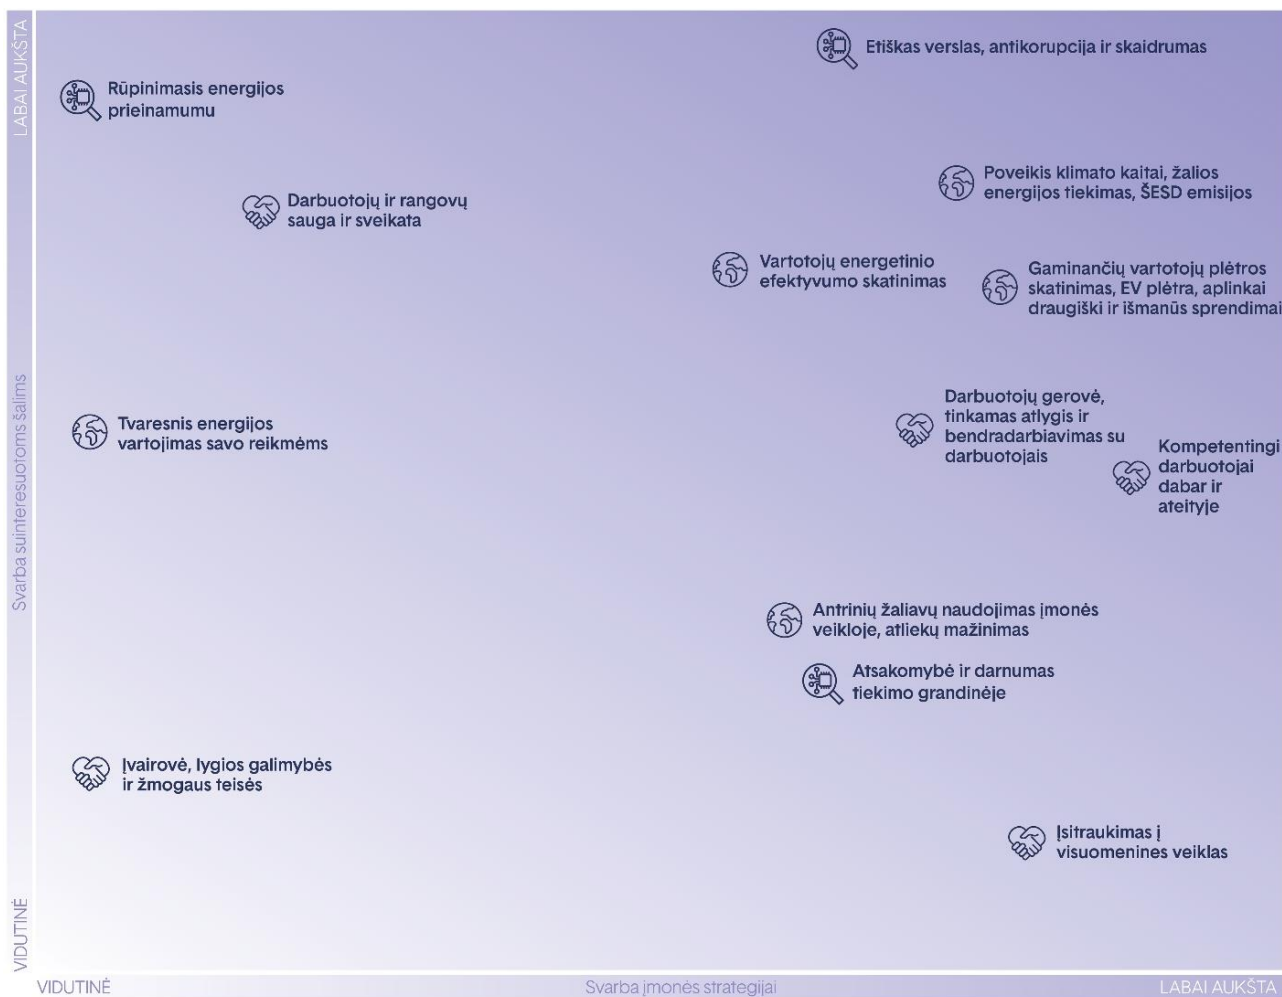 LABAI AUKŠTA
Svarba suinteresuotoms šalims
VIDUTINĖ
Etiškas verslas, antikorupcija ir skaidrumas
Rūpinimasis energijos
prieinamumu
Poveikis klimato kaitai, žalios
energijos tiekimas, ŠESD emisijos
Darbuotojų ir rangovų
sauga ir sveikata
Vartotojų energetinio
efektyvumo skatinimas
Gaminančių vartotojų plėtros
skatinimas, EV plėtra, aplinkai
draugiški ir išmanūs sprendimai
Tvaresnis energijos
vartojimas savo reikmėms
Darbuotojų gerovė,
tinkamas atlygis ir
bendradarbiavimas su
darbuotojais
Kompetentingi
darbuotojai
dabar ir
ateityje
Antrinių žaliavų naudojimas įmonės
veikloje, atliekų mažinimas
Atsakomybė ir darnumas
tiekimo grandinėje
Įvairovė, lygios galimybės
ir žmogaus teisės
Įsitraukimas į
visuomenines veiklas
VIDUTINĖ
Svarba įmonės strategijai
LABAI AUKŠTA